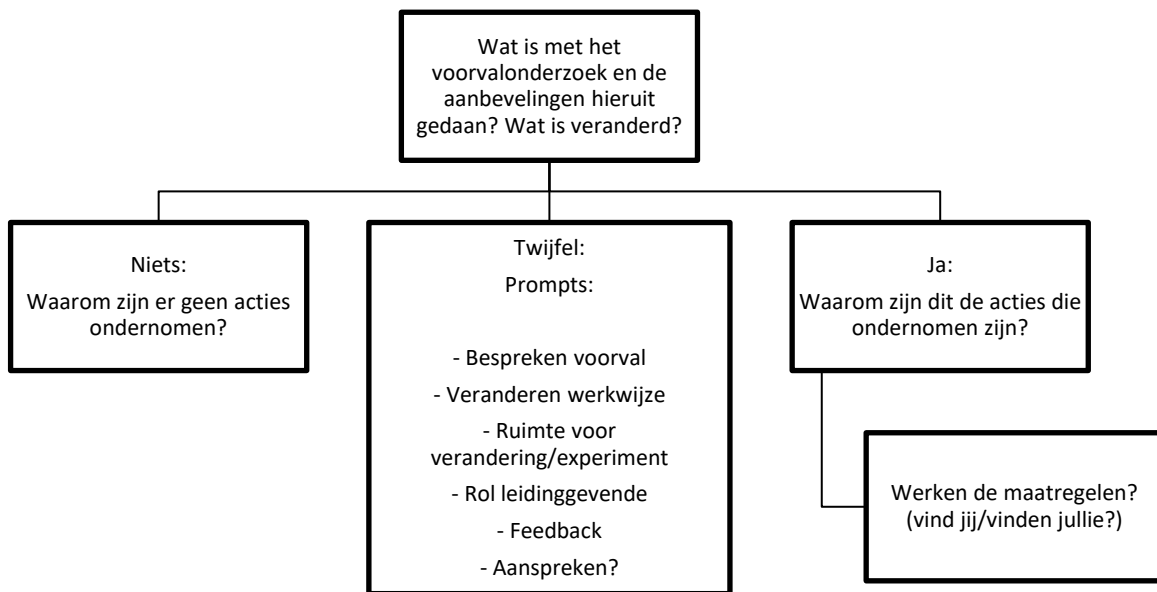 Wat is met het
voorvalonderzoek en de
aanbevelingen hieruit
gedaan? Wat is veranderd?
Niets:
Waarom zijn er geen acties
ondernomen?
Twijfel:
Prompts:
- Bespreken voorval
- Veranderen werkwijze
- Ruimte voor
verandering/experiment
- Rol leidinggevende
- Feedback
- Aanspreken?
Ja:
Waarom zijn dit de acties die
ondernomen zijn?
Werken de maatregelen?
(vind jij/vinden jullie?)